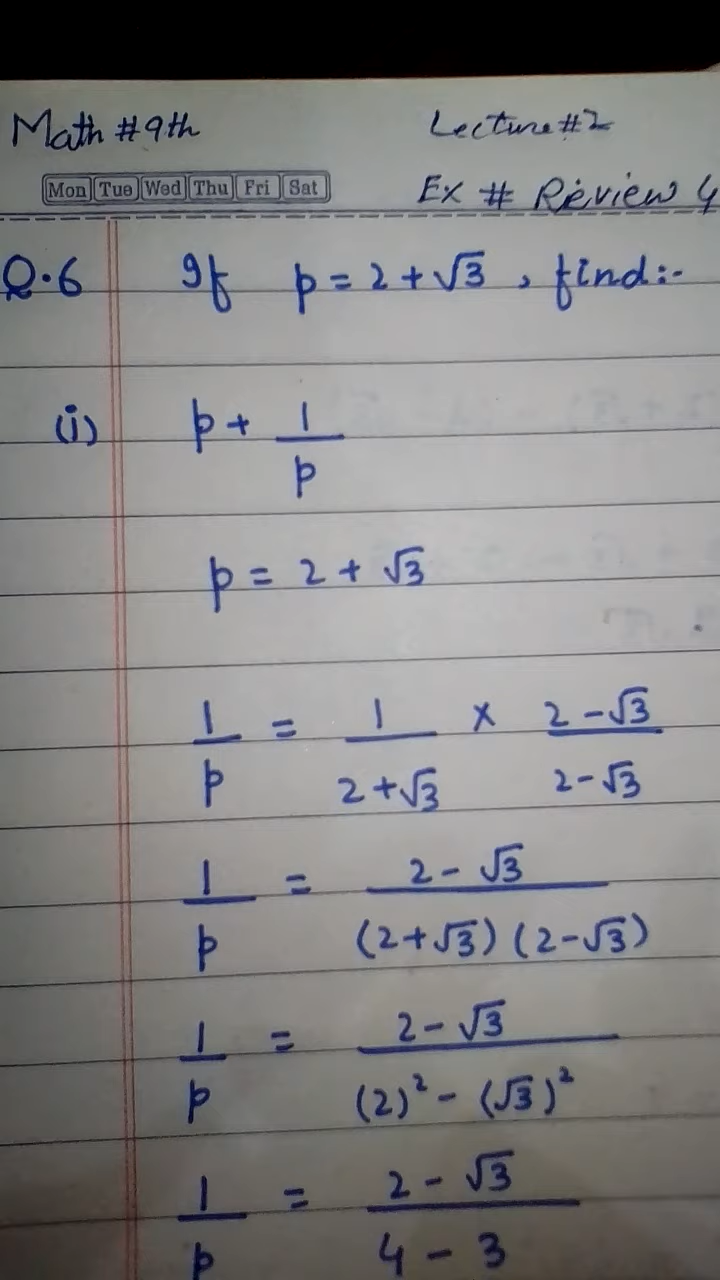 Math #9th Lecture #2
Mon Tue Wed Thu Fri Sat Ex # Review 4
Q.6 If p = 2 + √3 , find:-
(i) p + 1/p
p = 2 + √3
1/p = 1/(2 + √3) × (2 - √3)/(2 - √3)
1/p = (2 - √3)/((2 + √3) (2 - √3))
1/p = (2 - √3)/((2)² - (√3)²)
1/p = (2 - √3)/(4 - 3)